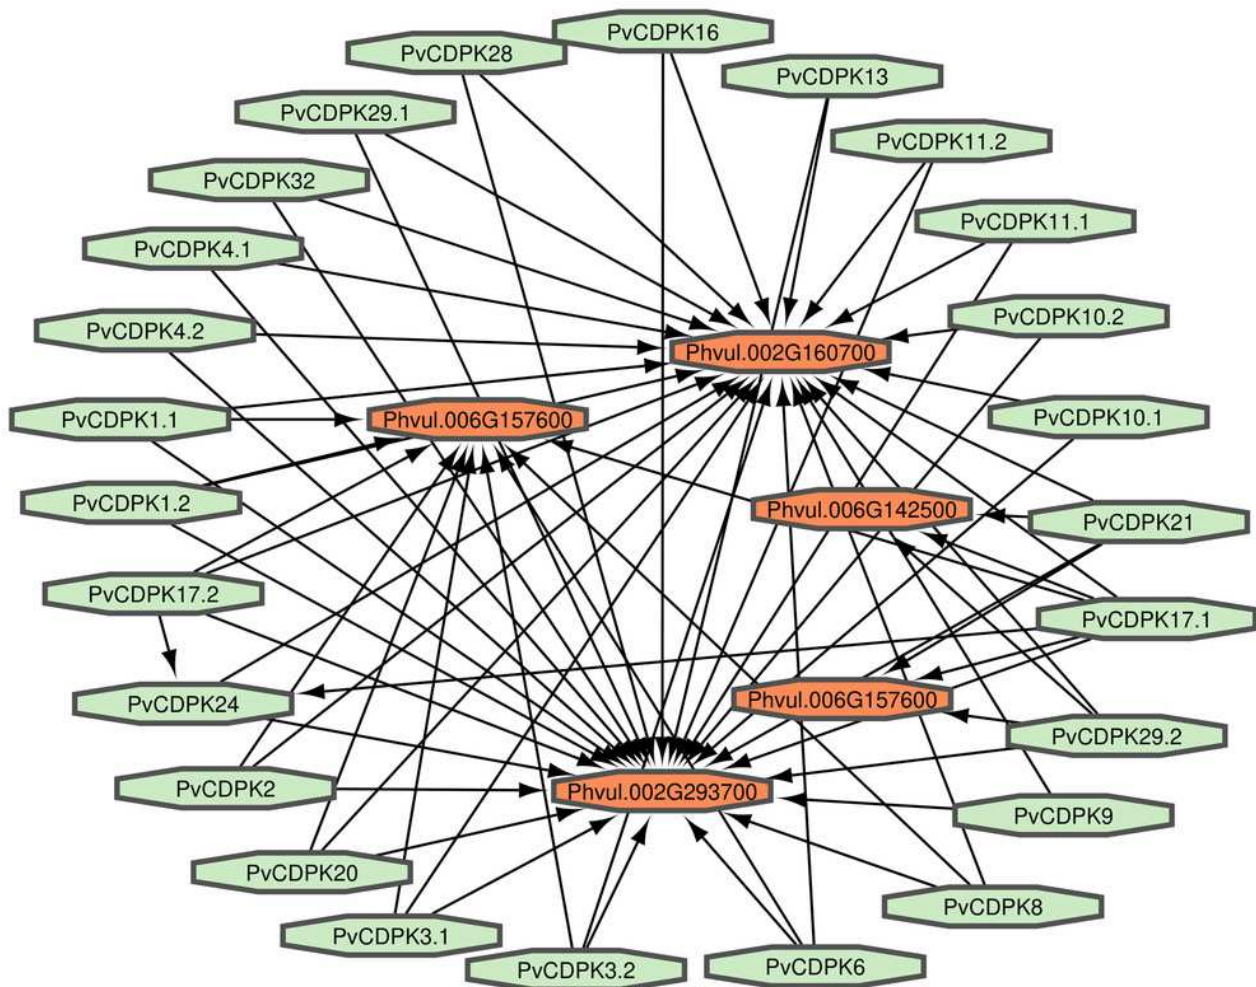 PvCDPK16
PvCDPK28
PvCDPK13
PvCDPK29.1
PvCDPK11.2
PvCDPK32
PvCDPK11.1
PvCDPK4.1
PvCDPK10.2
PvCDPK4.2
Phvul.002G160700
PvCDPK10.1
PvCDPK1.1
Phvul.006G157600
PvCDPK1.2
Phvul.006G142500
PvCDPK21
PvCDPK17.2
PvCDPK17.1
PvCDPK24
Phvul.006G157600
PvCDPK29.2
PvCDPK2
Phvul.002G293700
PvCDPK9
PvCDPK20
PvCDPK8
PvCDPK3.1
PvCDPK3.2
PvCDPK6